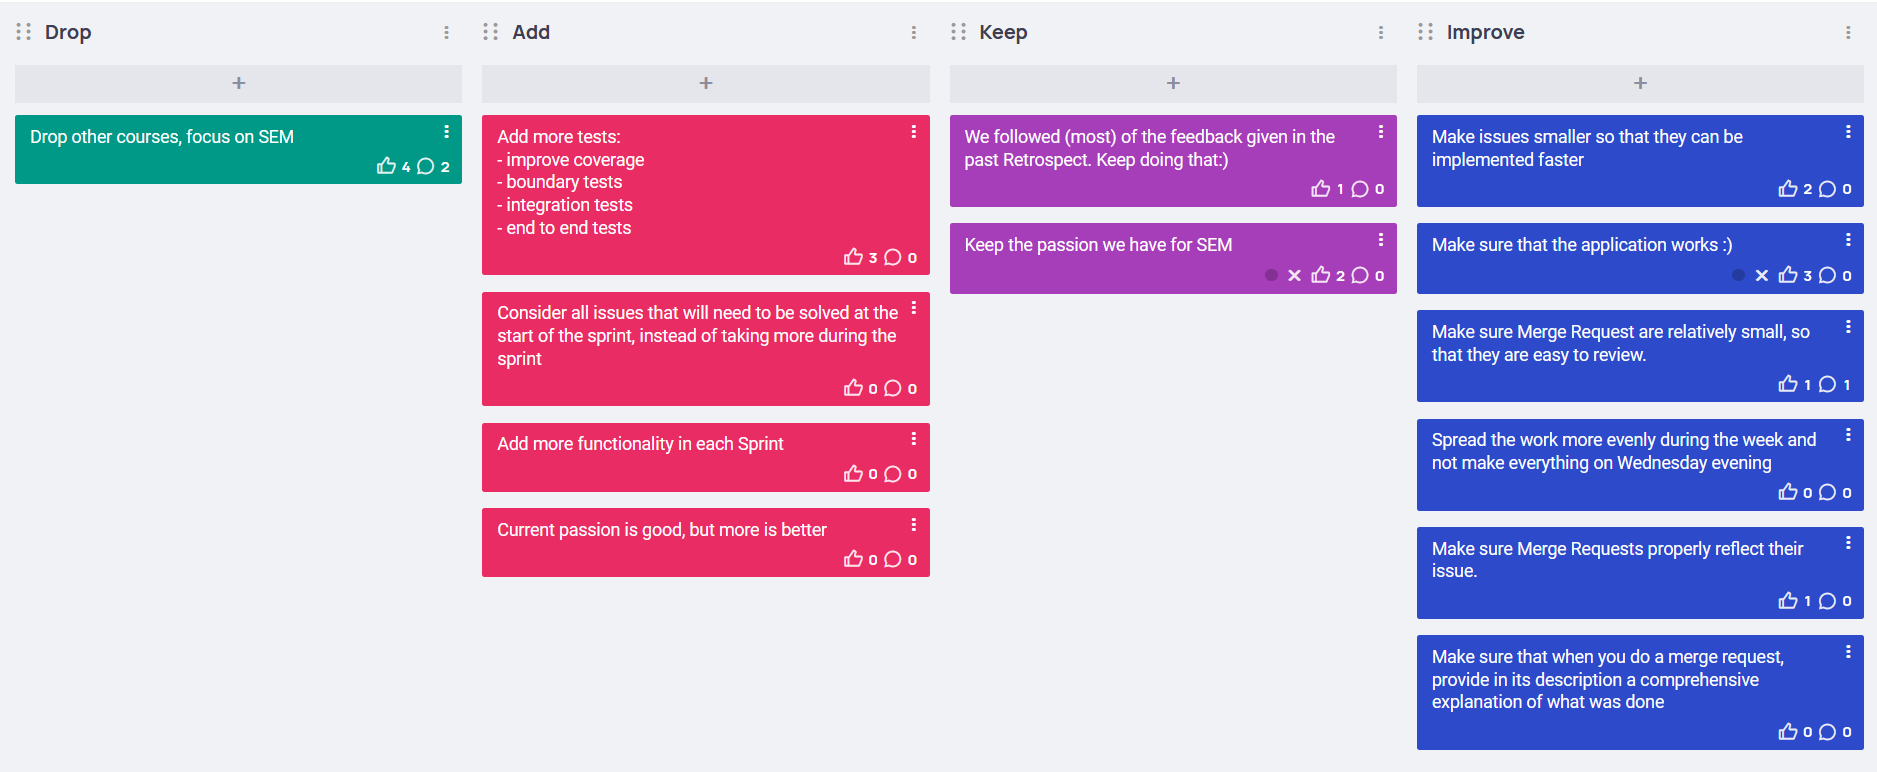 Drop
+
Drop other courses, focus on SEM
4 2
Add
+
Add more tests:
- improve coverage
- boundary tests
- integration tests
- end to end tests
3 0
Consider all issues that will need to be solved at the
start of the sprint, instead of taking more during the
sprint
0 0
Add more functionality in each Sprint
0 0
Current passion is good, but more is better
0 0
Keep
+
We followed (most) of the feedback given in the
past Retrospect. Keep doing that:)
1 0
Keep the passion we have for SEM
2 0
Improve
+
Make issues smaller so that they can be
implemented faster
2 0
Make sure that the application works :)
3 0
Make sure Merge Request are relatively small, so
that they are easy to review.
1 1
Spread the work more evenly during the week and
not make everything on Wednesday evening
0 0
Make sure Merge Requests properly reflect their
issue.
1 0
Make sure that when you do a merge request,
provide in its description a comprehensive
explanation of what was done
0 0